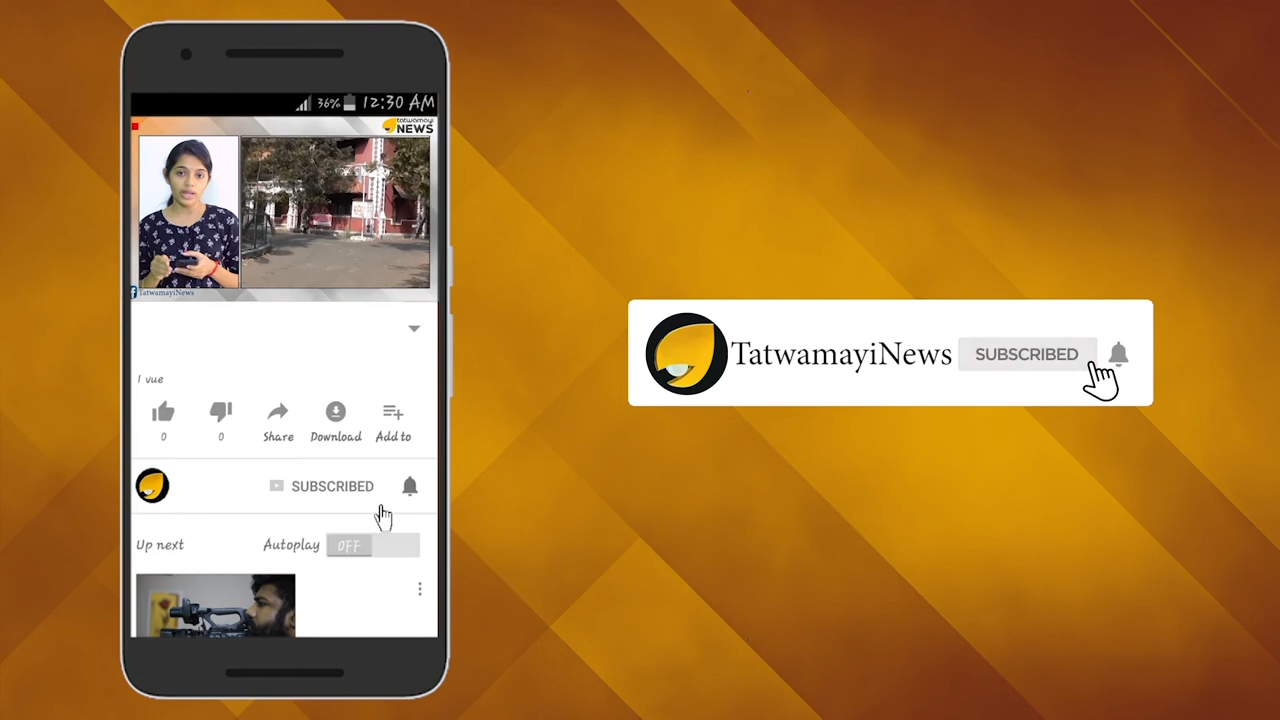 36% 12:30 AM
tatwamayi
NEWS
TatwamayiNews
1 vue
0
0
Share
Download
Add to
SUBSCRIBED
Up next
Autoplay
OFF
TatwamayiNews
SUBSCRIBED